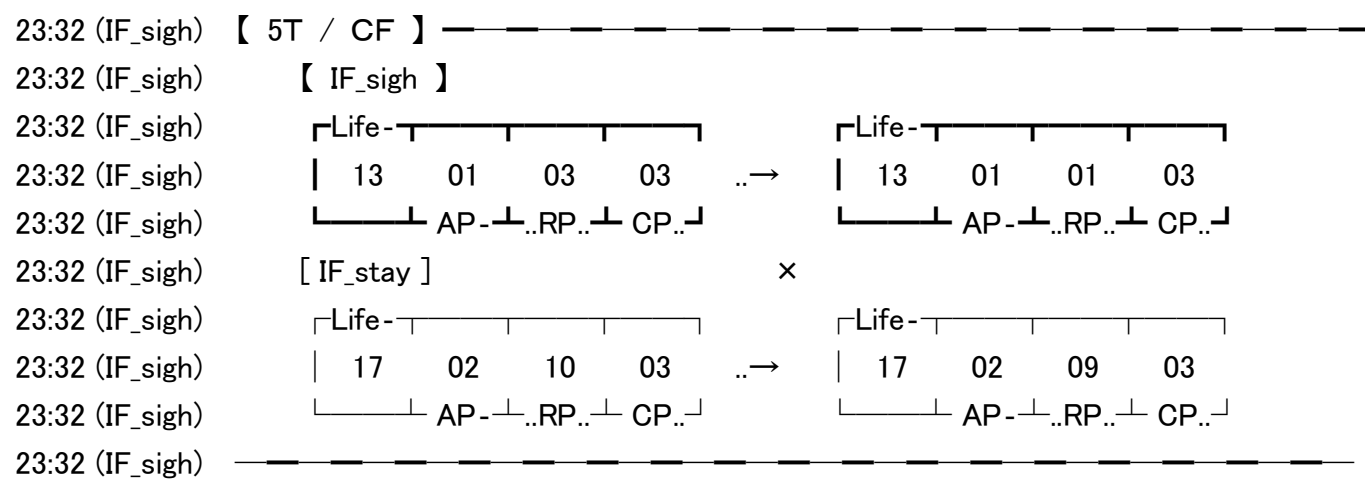 23:32 (IF_sigh) 【 5T / CF 】━━─━━─━━─━━─━━─━━─━━─━━─━━─━━─━━─━━─━━─━━─━
23:32 (IF_sigh) 【 IF_sigh 】
23:32 (IF_sigh) ┏Life-┳━━━┳━━━┳━━━┓ ┏Life-┳━━━┳━━━┳━━━┓
23:32 (IF_sigh) ┃ 13 01 03 03 ..→ ┃ 13 01 01 03
23:32 (IF_sigh) ┗━━━┻ AP-┻..RP..┻ CP..┛ ┗━━━┻ AP-┻..RP..┻ CP..┛
23:32 (IF_sigh) [ IF_stay ] ×
23:32 (IF_sigh) ┌Life-┬───┬───┬───┐ ┌Life-┬───┬───┬───┐
23:32 (IF_sigh) │ 17 02 10 03 ..→ │ 17 02 09 03
23:32 (IF_sigh) └───┴ AP-┴..RP..┴ CP..┘ └───┴ AP-┴..RP..┴ CP..┘
23:32 (IF_sigh) ─━─━─━─━─━─━─━─━─━─━─━─━─━─━─━─━─━─